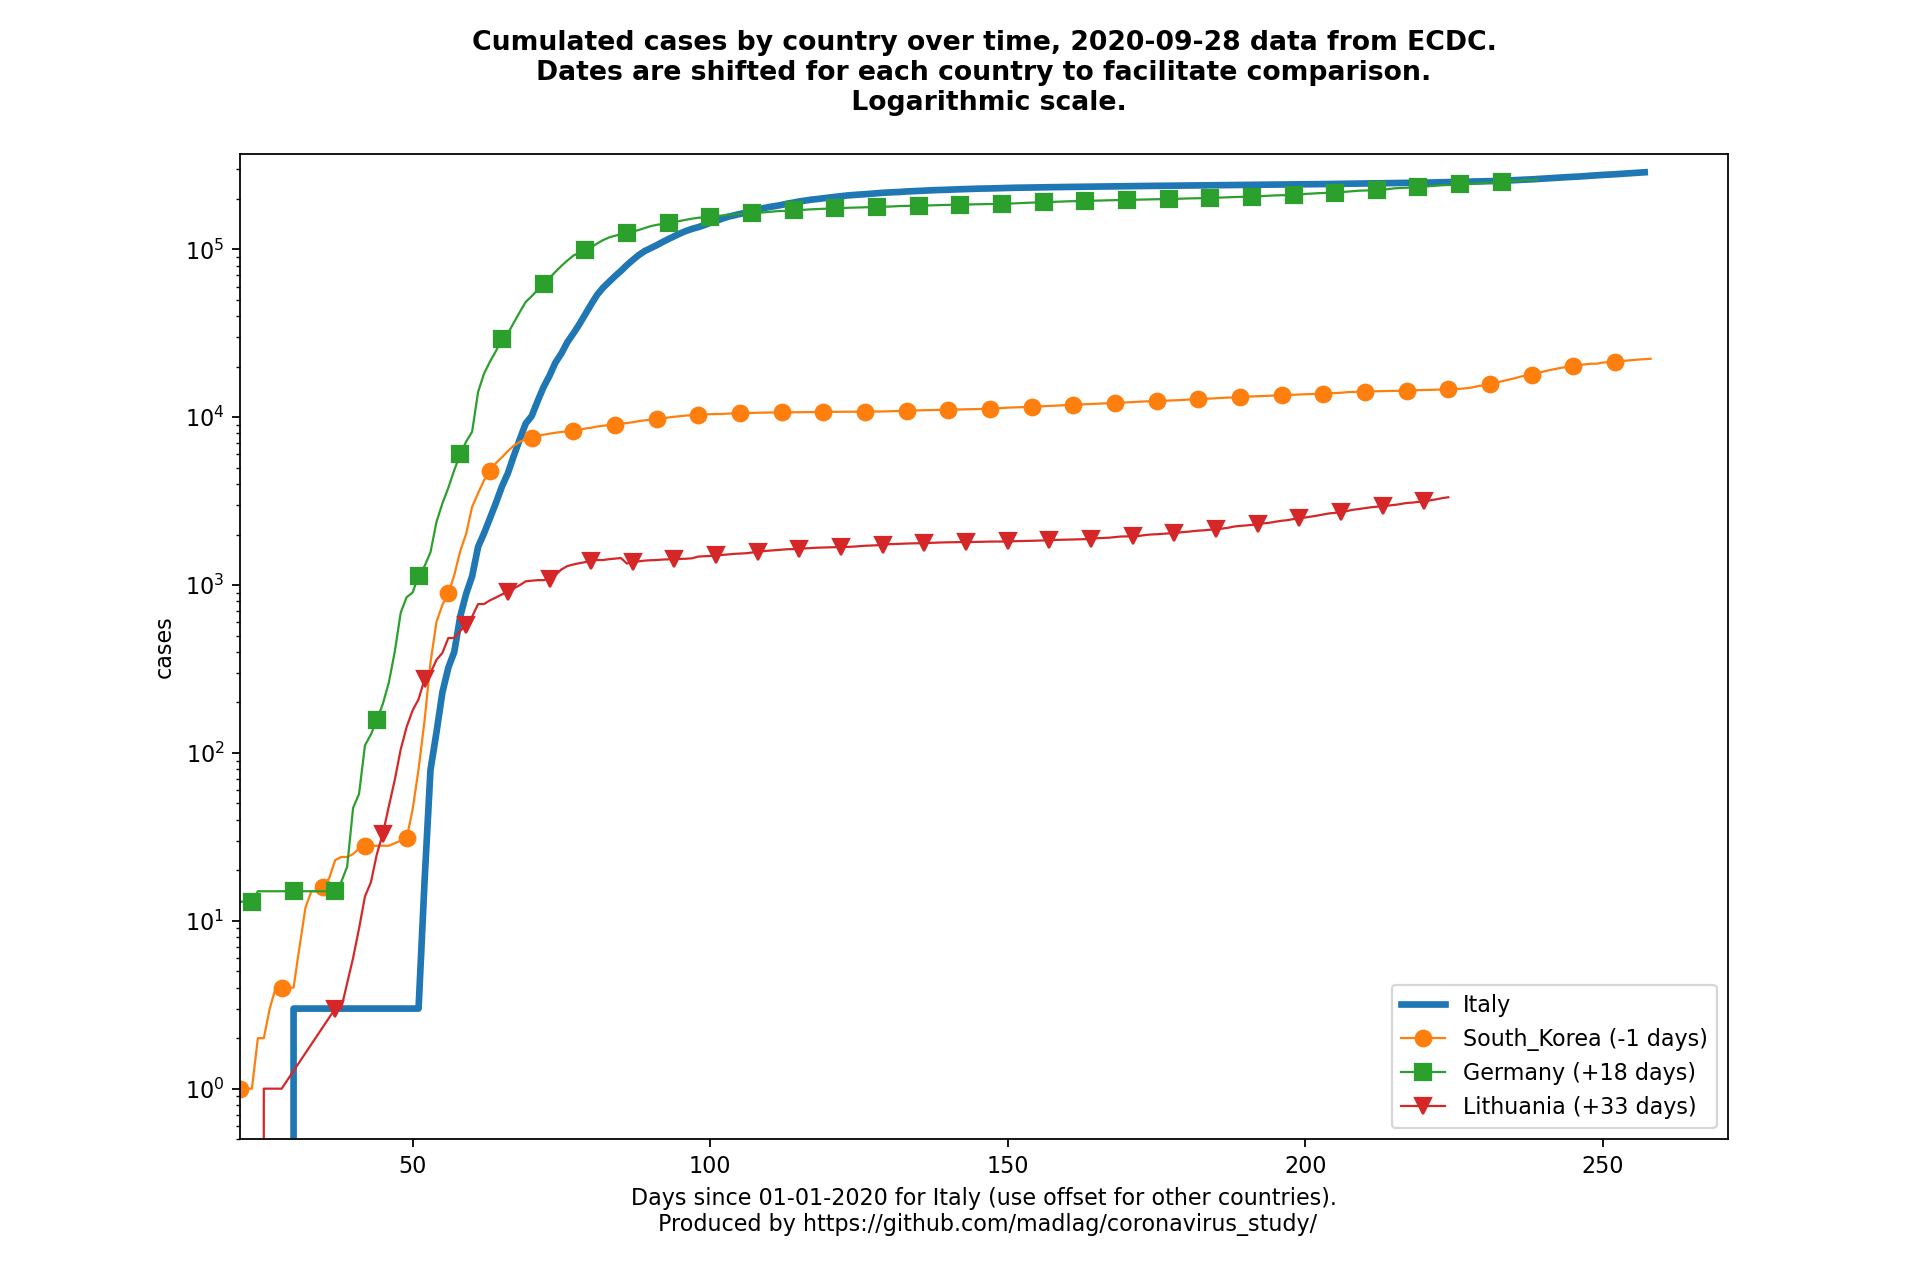 Cumulated cases by country over time, 2020-09-28 data from ECDC.
Dates are shifted for each country to facilitate comparison.
Logarithmic scale.
10^5
10^4
10^3
10^2
10^1
10^0
cases
Italy
South_Korea (-1 days)
Germany (+18 days)
Lithuania (+33 days)
50 100 150 200 250
Days since 01-01-2020 for Italy (use offset for other countries).
Produced by https://github.com/madlag/coronavirus_study/